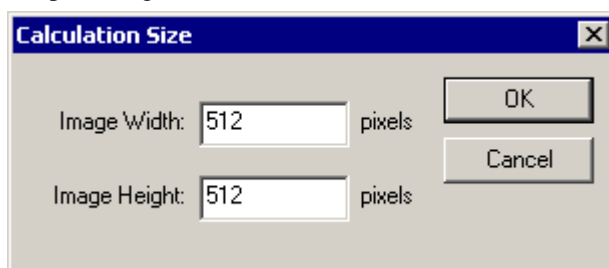 Calculation Size
OK
Image Width: 512 pixels
Cancel
Image Height: 512 pixels